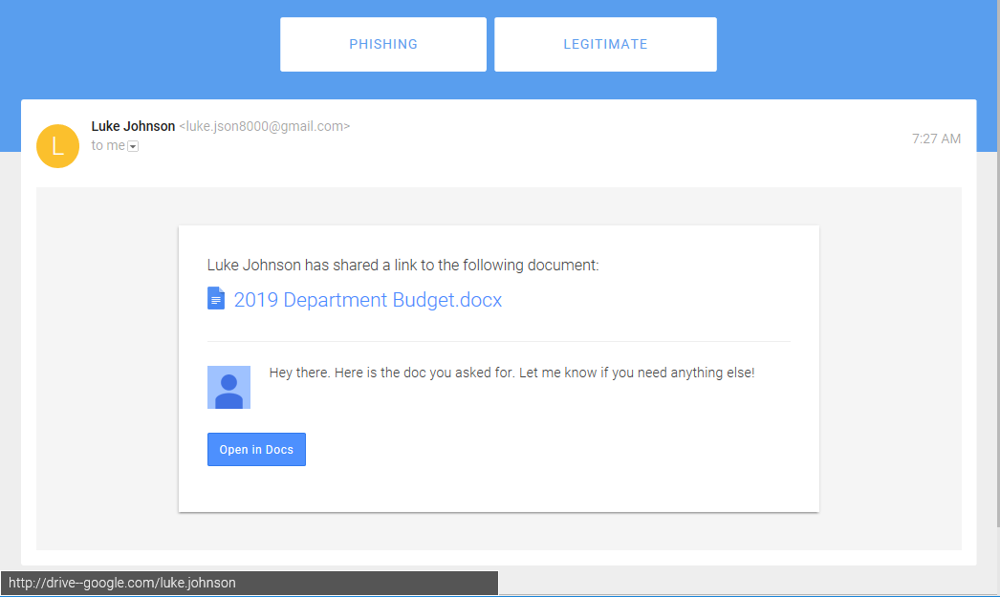 PHISHING LEGITIMATE
Luke Johnson <luke.json8000@gmail.com>
to me
7:27 AM
L
Luke Johnson has shared a link to the following document:
2019 Department Budget.docx
Hey there. Here is the doc you asked for. Let me know if you need anything else!
Open in Docs
http://drive--google.com/luke.johnson